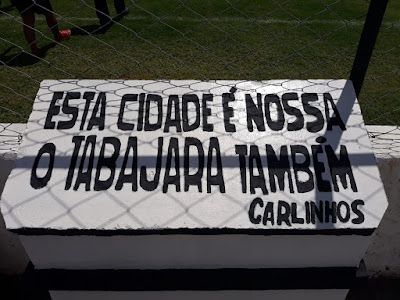 ESTA CIDADE É NOSSA
O TABAJARA TAMBÉM
CARLINHOS